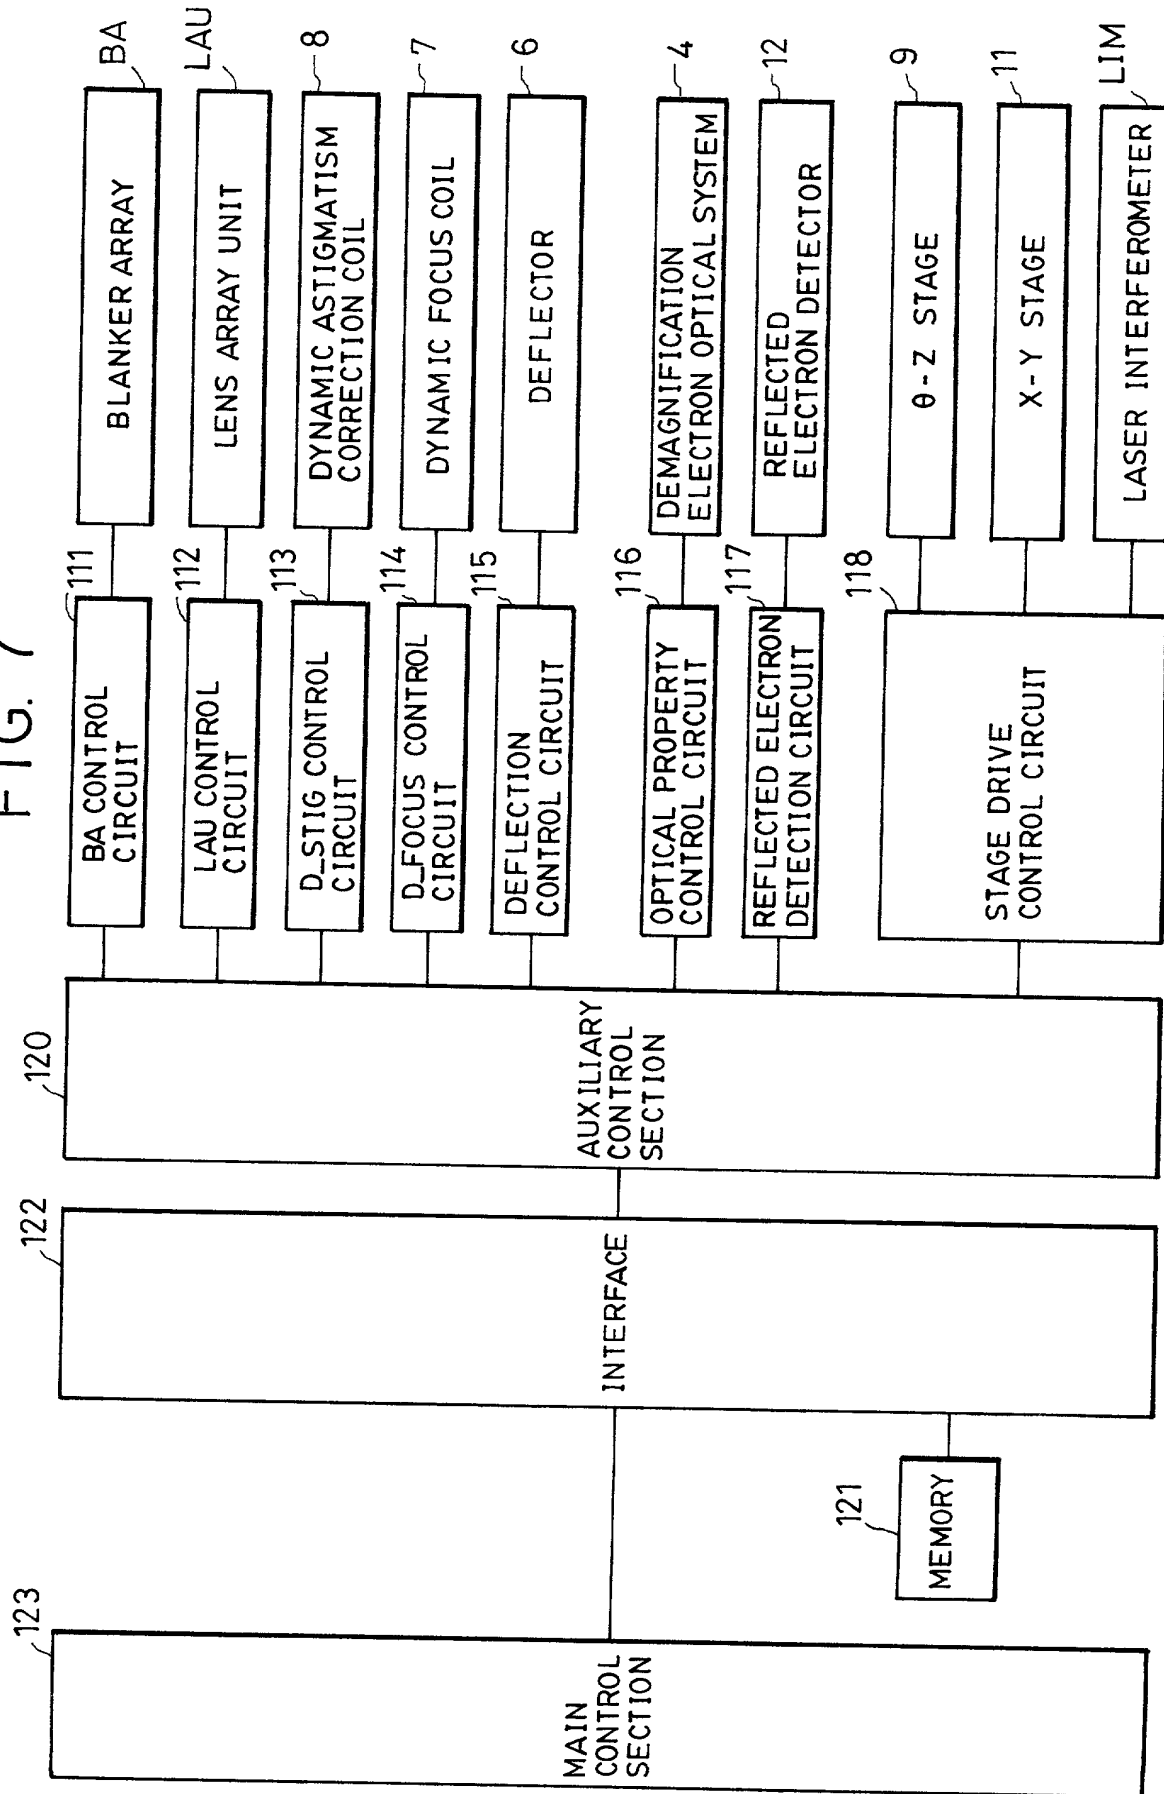 FIG. 7
123
MAIN
CONTROL
SECTION
121
MEMORY
122
INTERFACE
120
AUXILIARY
CONTROL
SECTION
BA CONTROL
CIRCUIT
111
BLANKER ARRAY
BA
LAU CONTROL
CIRCUIT
112
LENS ARRAY UNIT
LAU
D_STIG CONTROL
CIRCUIT
113
DYNAMIC ASTIGMATISM
CORRECTION COIL
8
D_FOCUS CONTROL
CIRCUIT
114
DYNAMIC FOCUS COIL
7
DEFLECTION
CONTROL CIRCUIT
115
DEFLECTOR
6
OPTICAL PROPERTY
CONTROL CIRCUIT
116
DEMAGNIFICATION
ELECTRON OPTICAL SYSTEM
4
REFLECTED ELECTRON
DETECTION CIRCUIT
117
REFLECTED
ELECTRON DETECTOR
12
STAGE DRIVE
CONTROL CIRCUIT
118
θ-Z STAGE
9
X-Y STAGE
11
LASER INTERFEROMETER
LIM